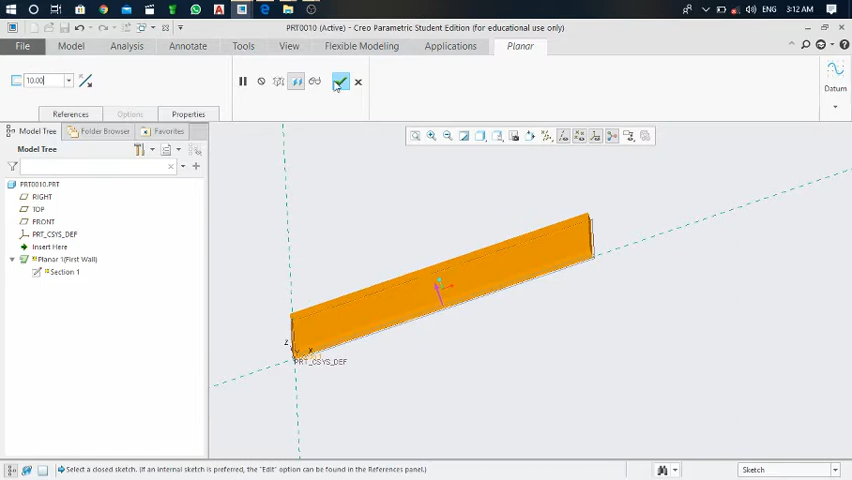 ENG 3:12 AM
PRT0010 (Active) - Creo Parametric Student Edition (for educational use only)
File Model Analysis Annotate Tools View Flexible Modeling Applications Planar
10.00
Datum
References Options Properties
Model Tree Folder Browser Favorites
Model Tree
PRT0010.PRT
RIGHT
TOP
FRONT
PRT_CSYS_DEF
Insert Here
Planar 1(First Wall)
Section 1
Z
X
PRT_CSYS_DEF
Select a closed sketch. (If an internal sketch is preferred, the "Edit" option can be found in the References panel.)
Sketch